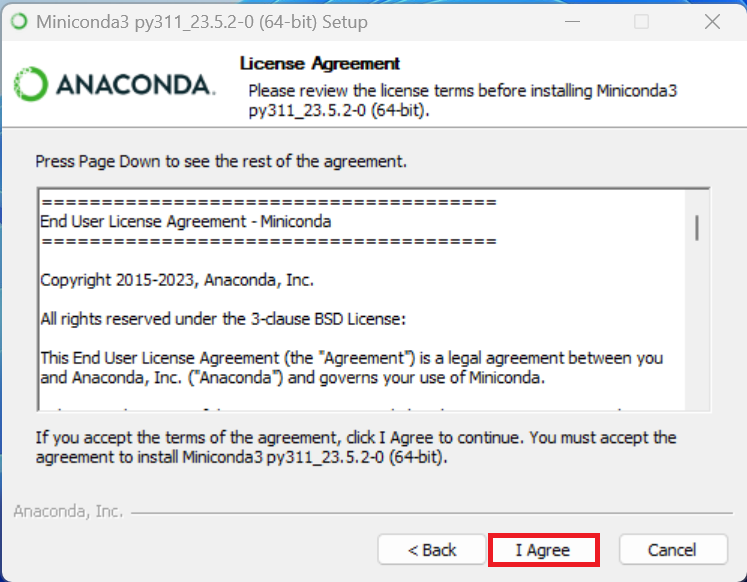 Miniconda3 py311_23.5.2-0 (64-bit) Setup
ANACONDA.
License Agreement
Please review the license terms before installing Miniconda3
py311_23.5.2-0 (64-bit).
Press Page Down to see the rest of the agreement.
======================================
End User License Agreement - Miniconda
======================================
Copyright 2015-2023, Anaconda, Inc.
All rights reserved under the 3-clause BSD License:
This End User License Agreement (the "Agreement") is a legal agreement between you
and Anaconda, Inc. ("Anaconda") and governs your use of Miniconda.
If you accept the terms of the agreement, click I Agree to continue. You must accept the
agreement to install Miniconda3 py311_23.5.2-0 (64-bit).
Anaconda, Inc.
< Back
I Agree
Cancel